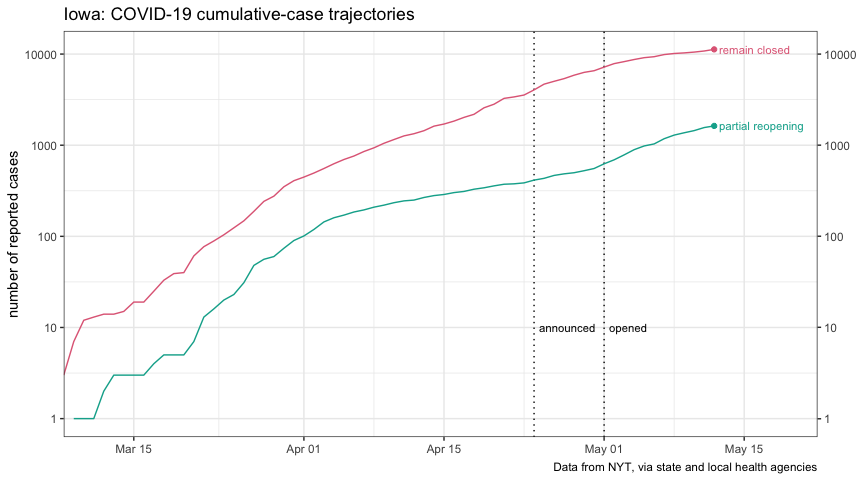 Iowa: COVID-19 cumulative-case trajectories
number of reported cases
10000
1000
100
10
1
remain closed
partial reopening
announced
opened
10000
1000
100
10
1
Mar 15
Apr 01
Apr 15
May 01
May 15
Data from NYT, via state and local health agencies